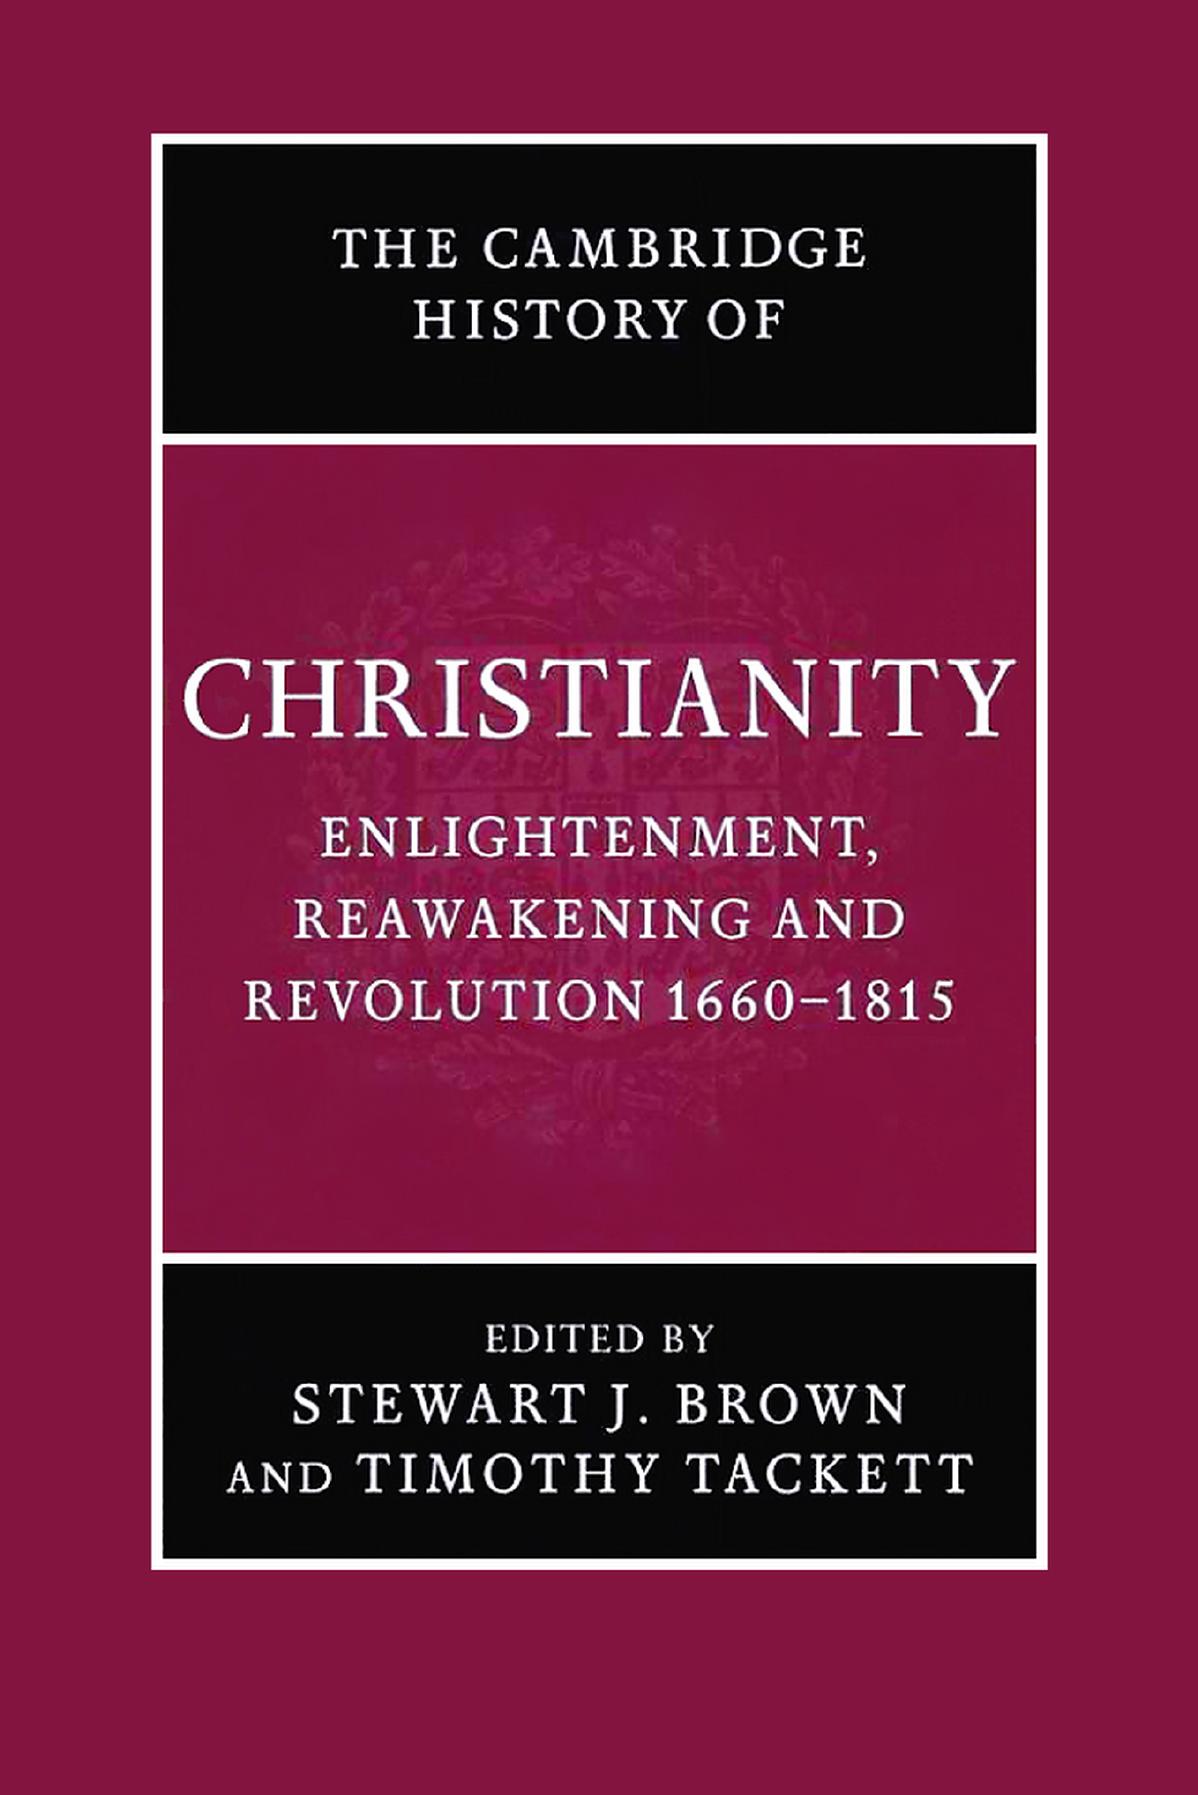 THE CAMBRIDGE
HISTORY OF
CHRISTIANITY
ENLIGHTENMENT,
REAWAKENING AND
REVOLUTION 1660–1815
EDITED BY
STEWART J. BROWN
AND TIMOTHY TACKETT